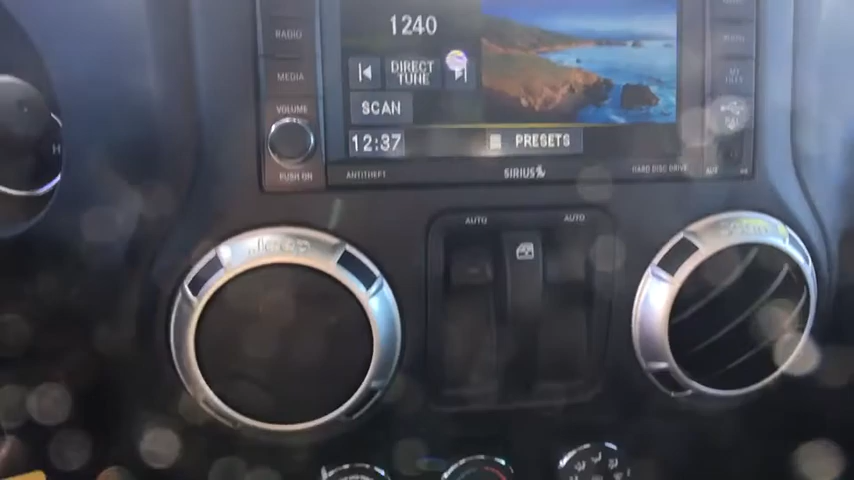 1240
RADIO
MEDIA
DIRECT
TUNE
VOLUME
SCAN
12:37
PRESETS
PUSH ON
ANTITHEFT
SIRIUS
HARD DISC DRIVE
AUTO
AUTO
Jeep
H